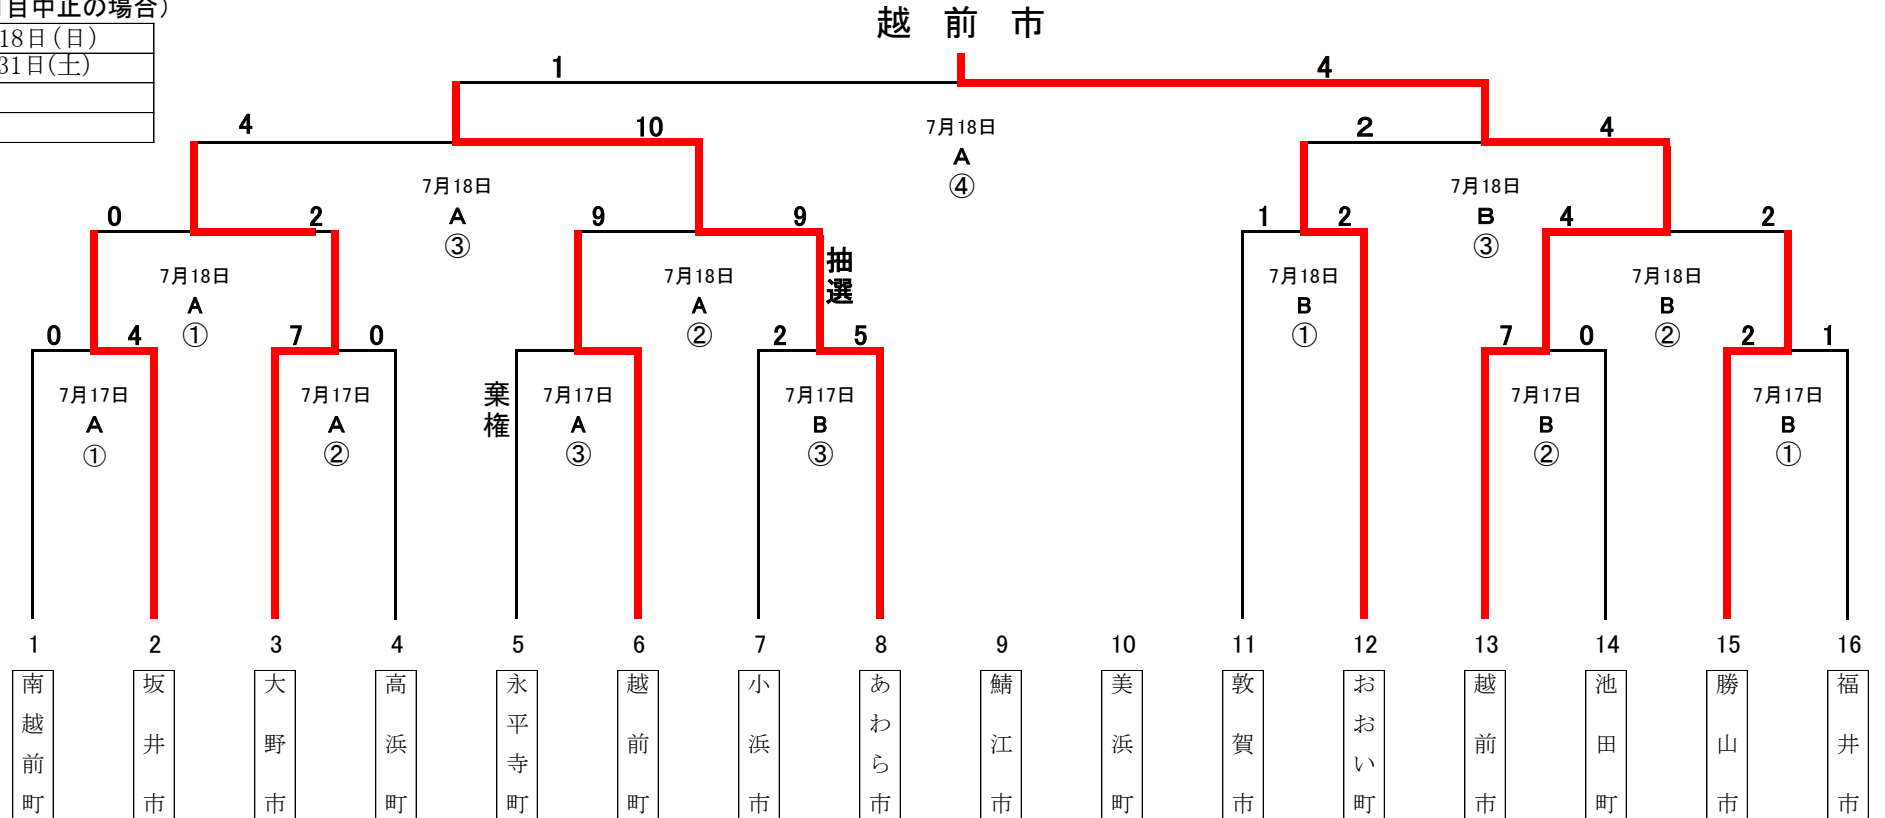 目中止の場合）
18日（日）
31日（土）
越 前 市
1 4
4 10 2 4
7月18日
A
④
7月18日
A
③
7月18日
B
③
0 2 9 9 1 2 4 2
抽選
7月18日
A
①
7月18日
A
②
7月18日
B
①
7月18日
B
②
0 4 7 0 2 5 7 0 2 1
棄権
7月17日
A
①
7月17日
A
②
7月17日
A
③
7月17日
B
③
7月17日
B
②
7月17日
B
①
1 2 3 4 5 6 7 8 9 10 11 12 13 14 15 16
南越前町
坂井市
大野市
高浜町
永平寺町
越前町
小浜市
あわら市
鯖江市
美浜町
敦賀市
おおい町
越前市
池田町
勝山市
福井市